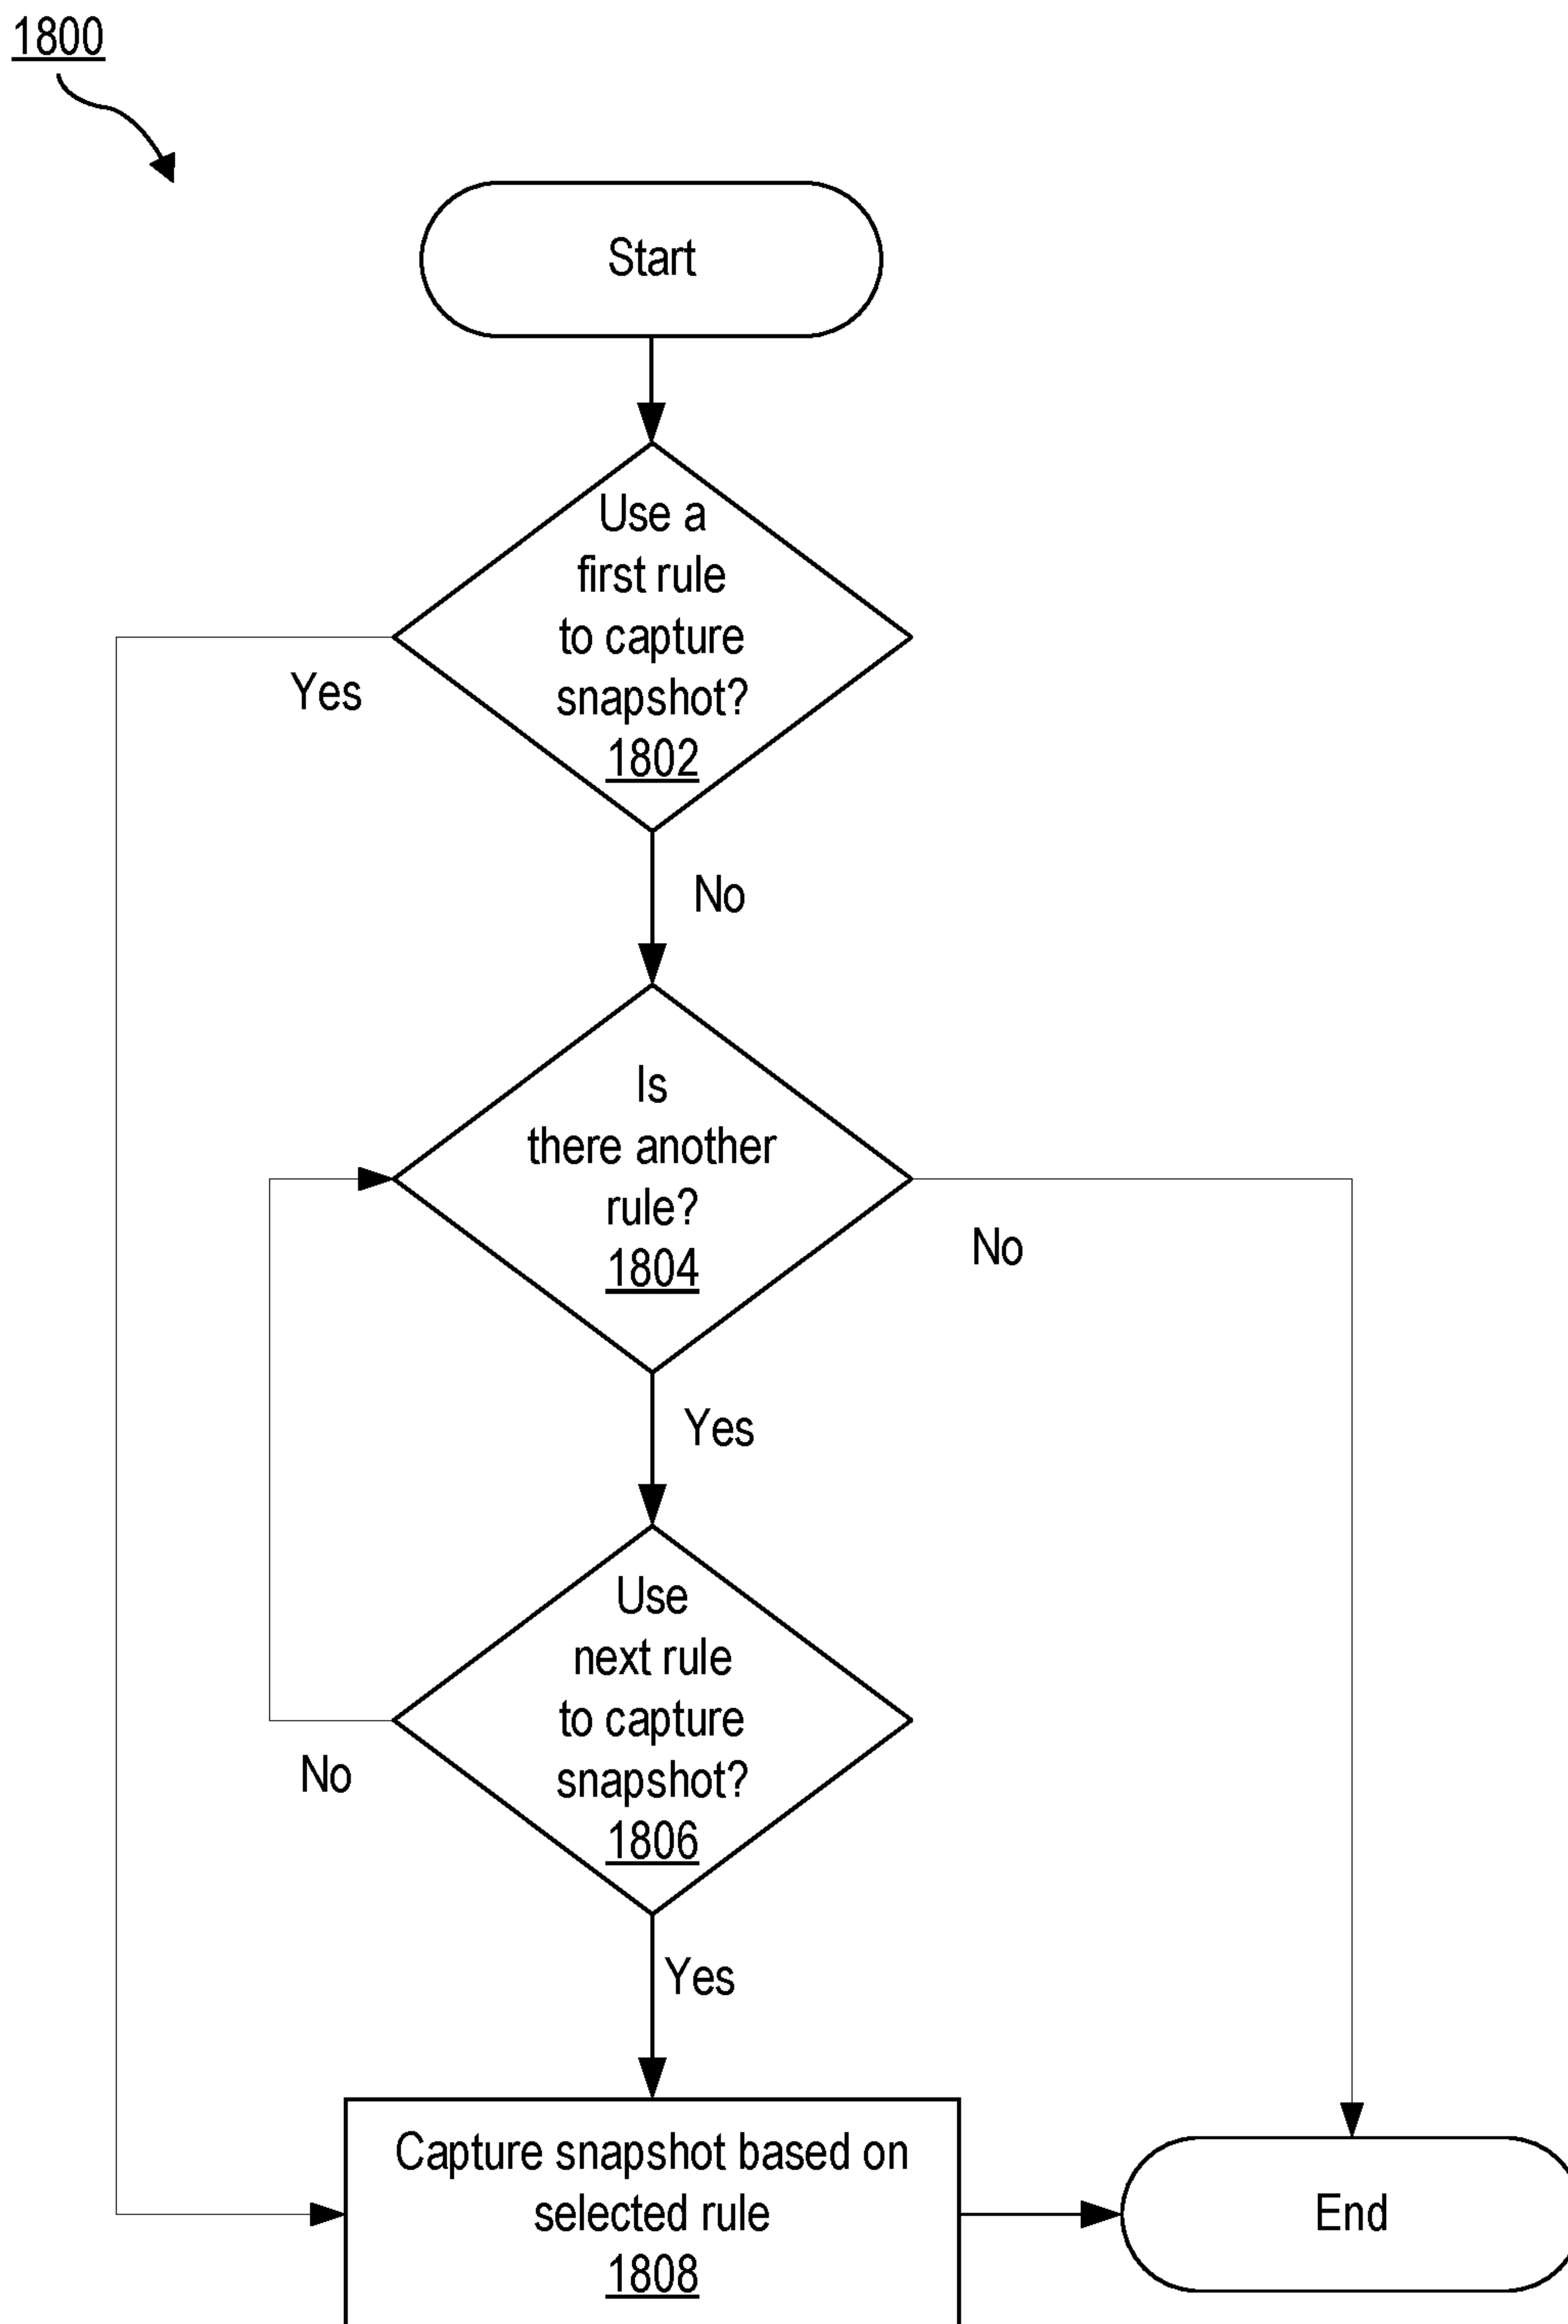 1800
Start
Use a
first rule
to capture
snapshot?
1802
Yes
No
Is
there another
rule?
1804
No
Yes
Use
next rule
to capture
snapshot?
1806
No
Yes
Capture snapshot based on
selected rule
1808
End